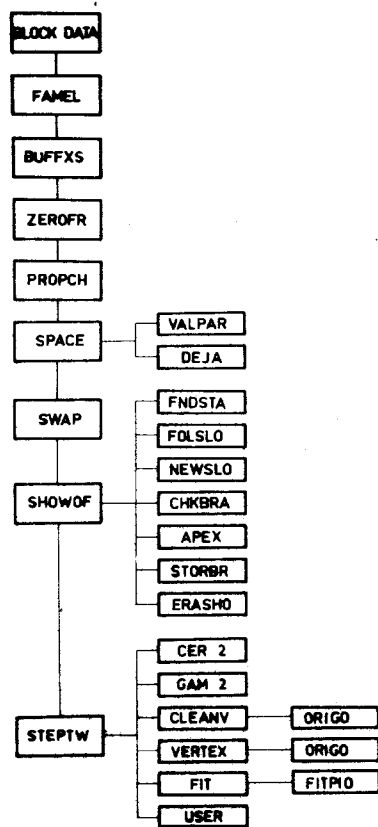 BLOCK DATA
FAMEL
BUFFXS
ZEROFR
PROPCH
SPACE
VALPAR
DEJA
SWAP
SHOWOF
FNDSTA
FOLSLO
NEWSLO
CHKBRA
APEX
STORBR
ERASHO
STEPTW
CER 2
GAM 2
CLEANV
ORIGO
VERTEX
ORIGO
FIT
FITPIO
USER